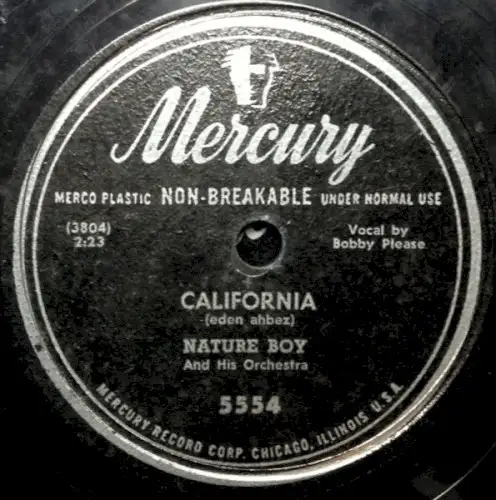 Mercury
MERCO PLASTIC NON-BREAKABLE UNDER NORMAL USE
(3804)
2:23
Vocal by
Bobby Please
CALIFORNIA
(eden ahbez)
NATURE BOY
And His Orchestra
5554
MERCURY RECORD CORP. CHICAGO, ILLINOIS U.S.A.